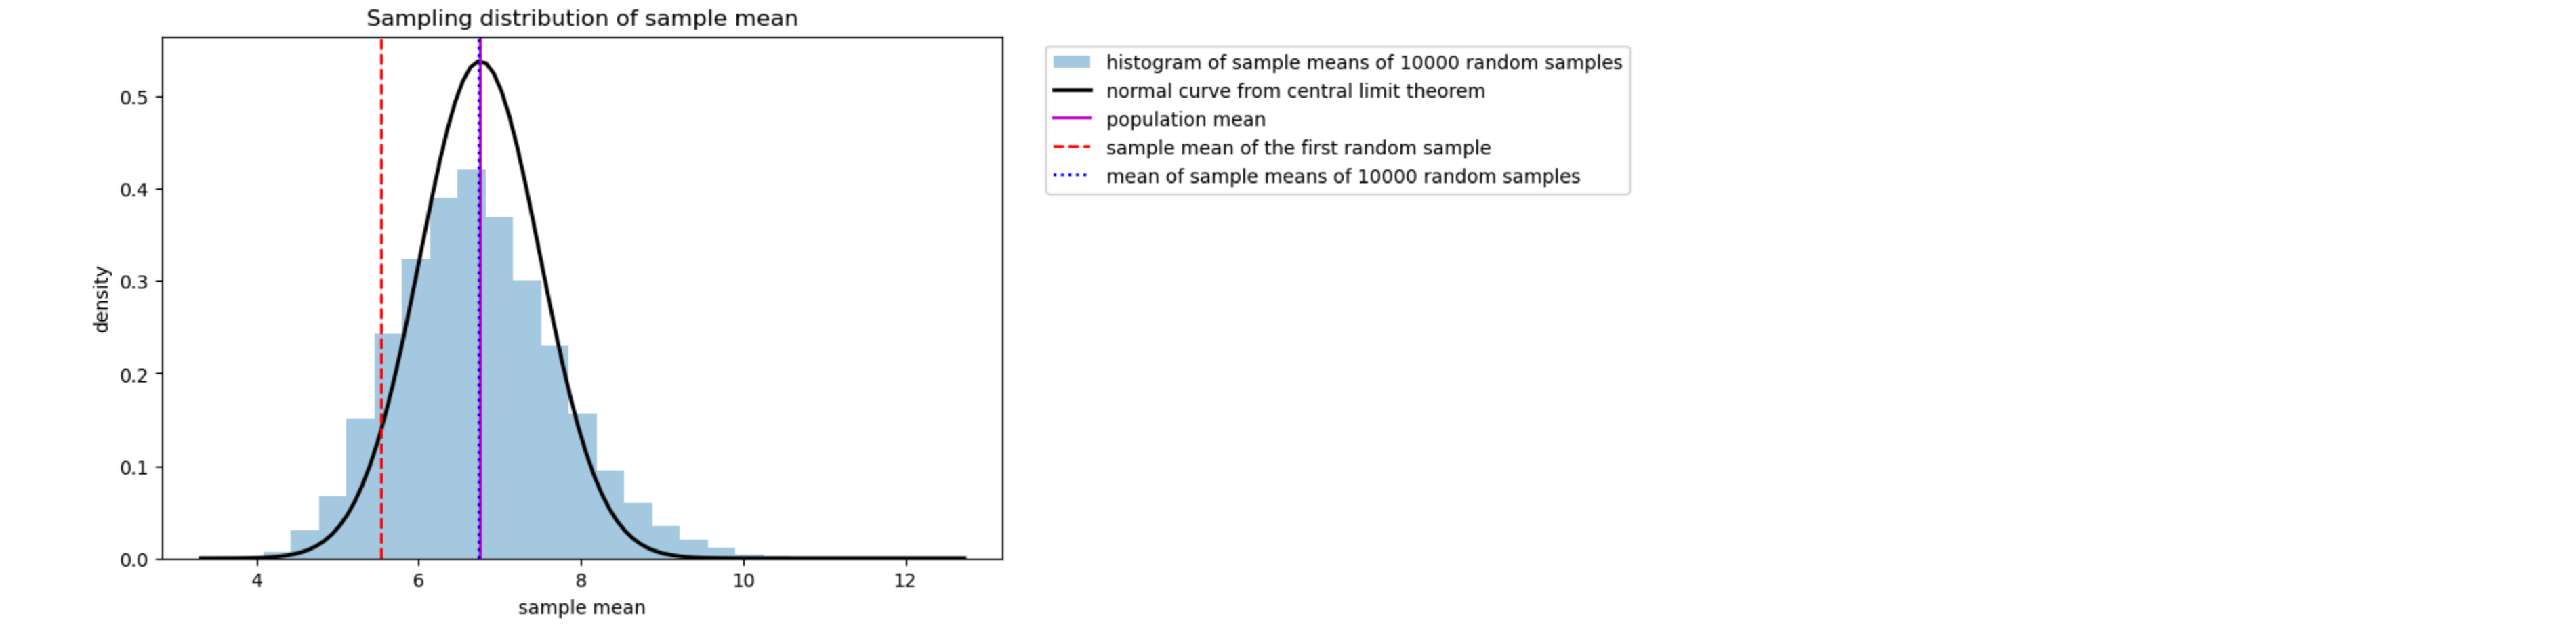 Sampling distribution of sample mean
density
0.5
0.4
0.3
0.2
0.1
0.0
4 6 8 10 12
sample mean
histogram of sample means of 10000 random samples
normal curve from central limit theorem
population mean
sample mean of the first random sample
mean of sample means of 10000 random samples